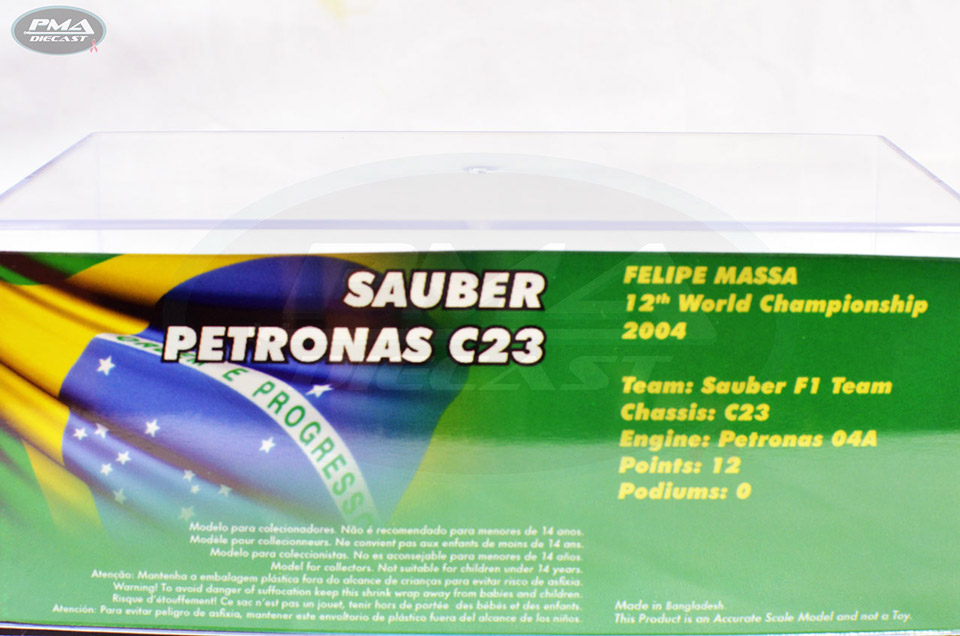 PMA
DIECAST
PMA
DIECAST
SAUBER
PETRONAS C23
ORDEM E PROGRESSO
FELIPE MASSA
12th World Championship
2004
Team: Sauber F1 Team
Chassis: C23
Engine: Petronas 04A
Points: 12
Podiums: 0
Modelo para colecionadores. Não é recomendado para menores de 14 anos.
Modèle pour collectionneurs. Ne convient pas aux enfants de moins de 14 ans.
Modelo para coleccionistas. No es aconsejable para menores de 14 años.
Model for collectors. Not suitable for children under 14 years.
Atenção: Mantenha a embalagem plástica fora do alcance de crianças para evitar risco de asfixia.
Warning! To avoid danger of suffocation keep this shrink wrap away from babies and children.
Risque d'étouffement! Ce sac n'est pas un jouet, tenir hors de portée des bébés et des enfants.
Atención: Para evitar peligro de asfixia, mantener este envoltorio de plástico fuera del alcance de los niños.
Made in Bangladesh.
This Product is an Accurate Scale Model and not a Toy.